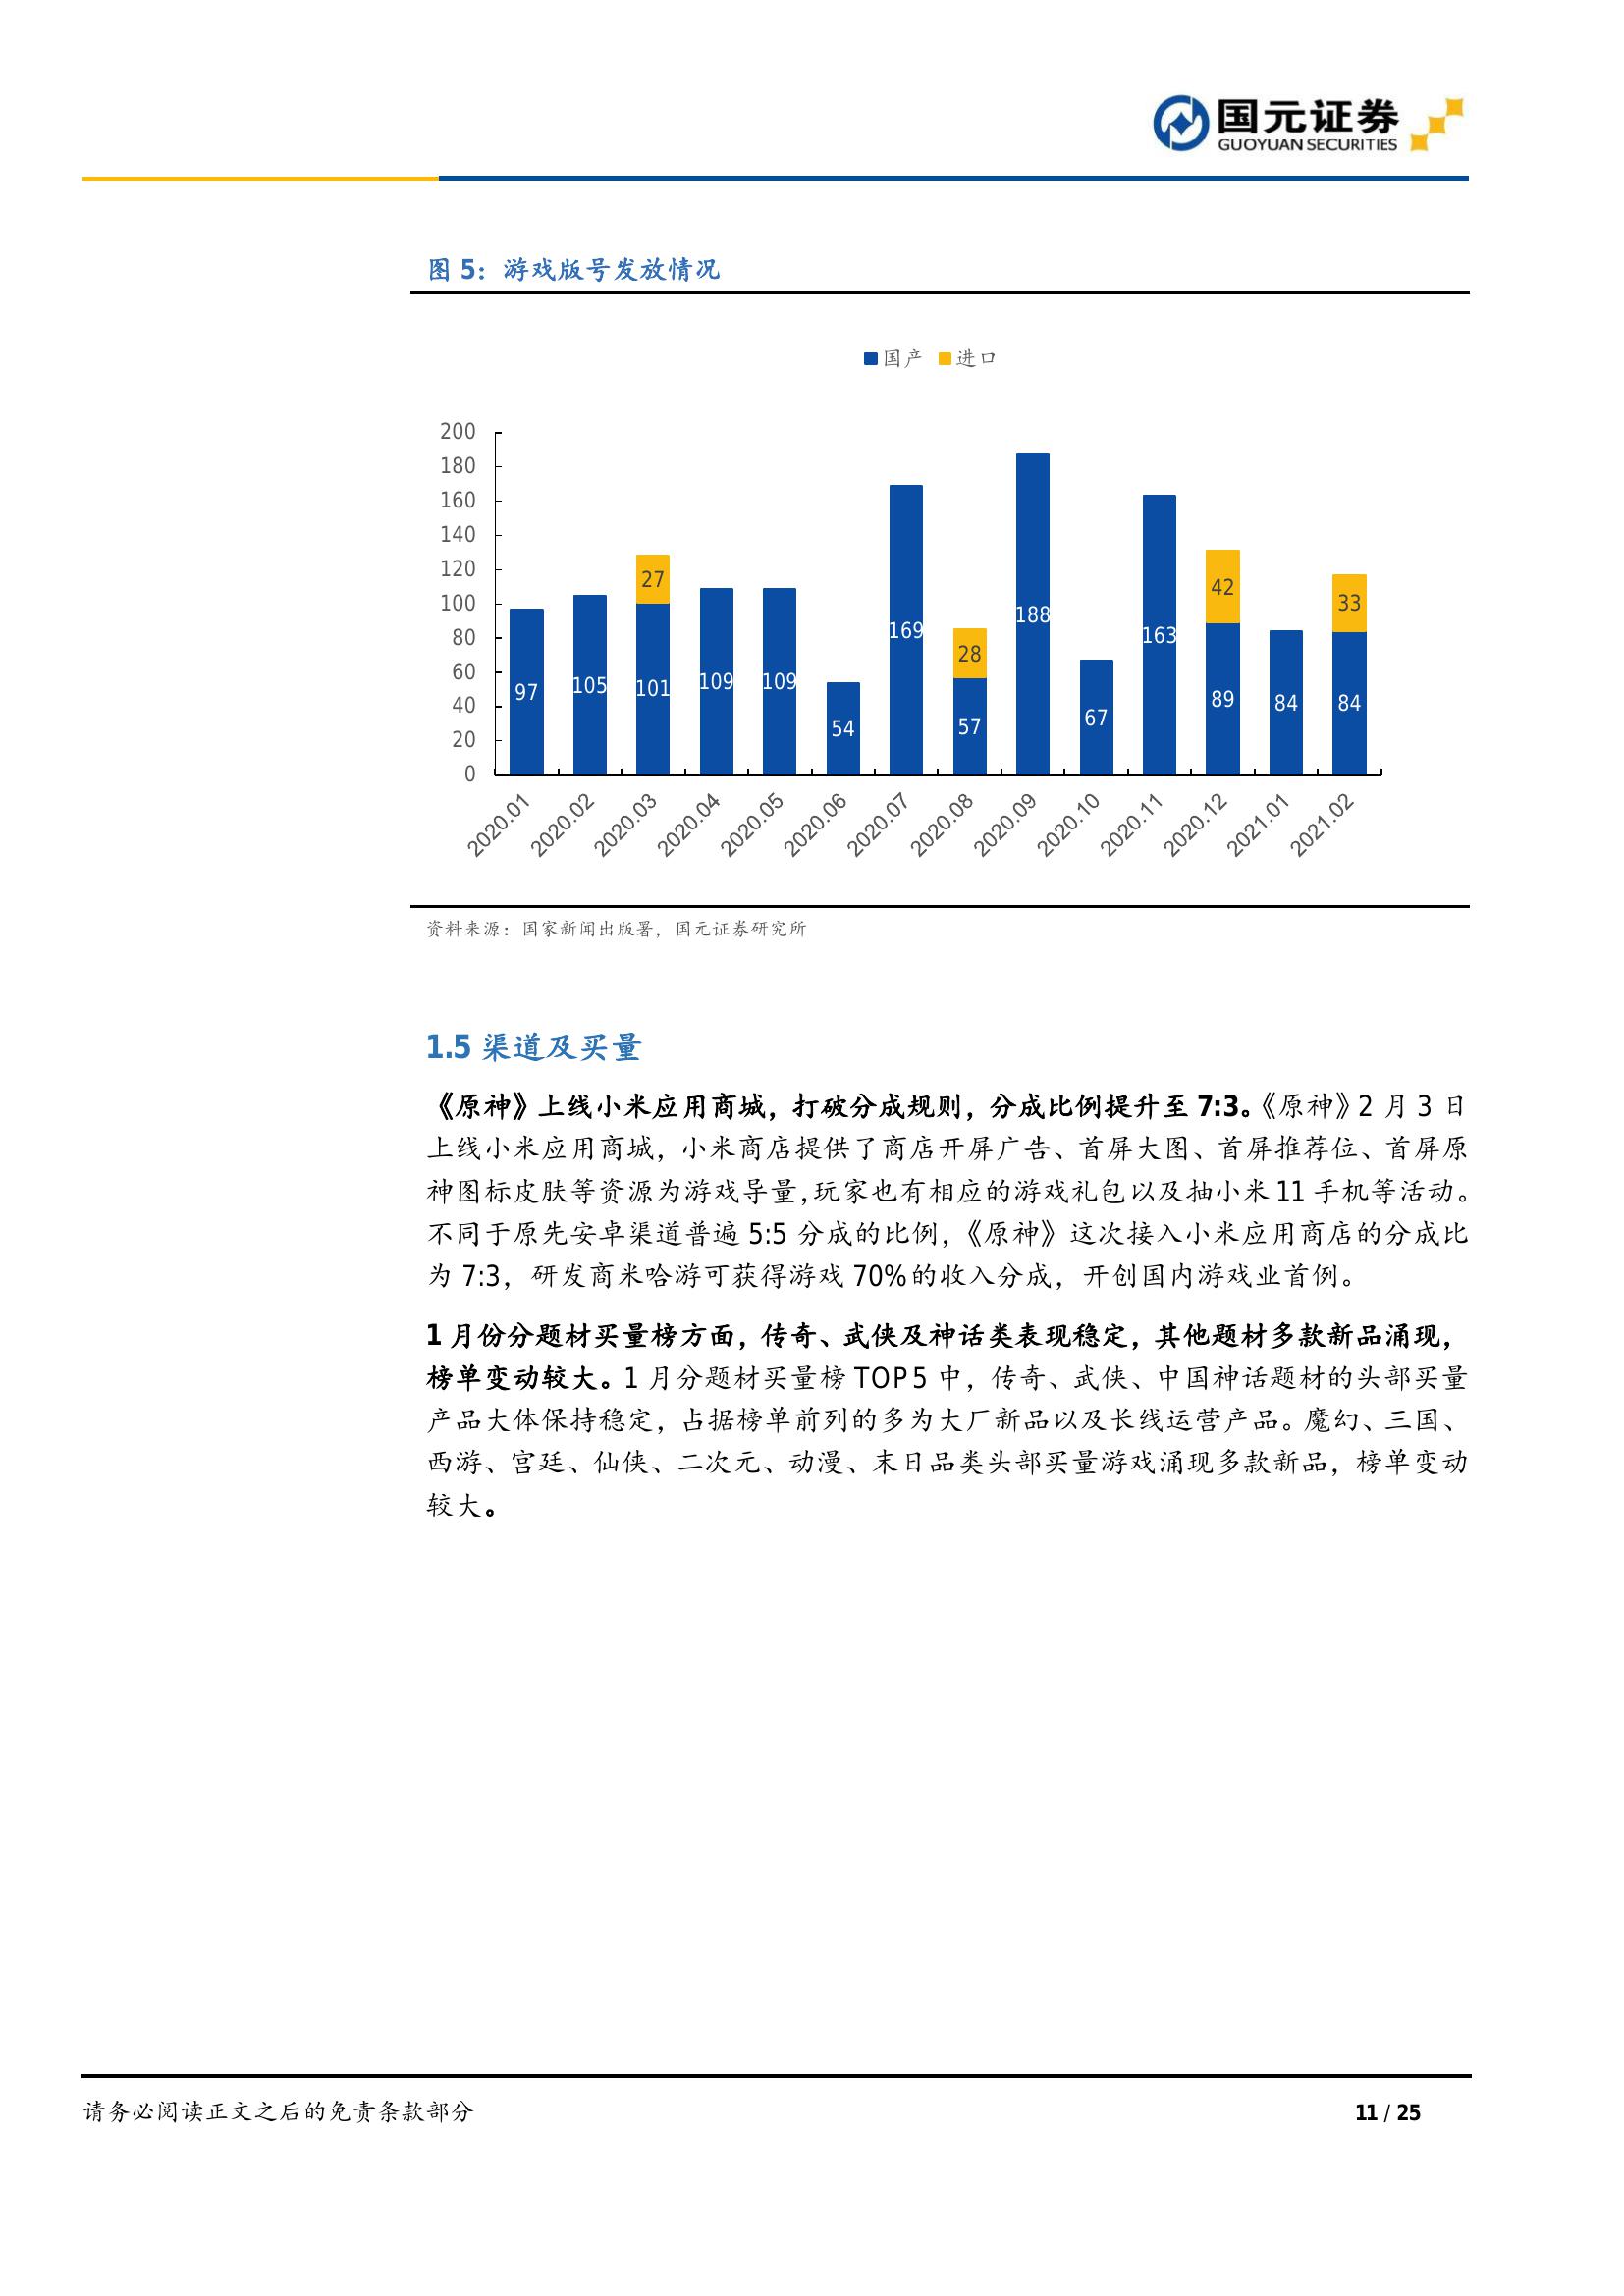 国元证券
GUOYUAN SECURITIES
图 5：游戏版号发放情况
国产 进口
200
180
160
140
120
100
80
60
40
20
0
97
105
101
27
109
109
54
169
57
28
188
67
163
89
42
84
84
33
2020.01
2020.02
2020.03
2020.04
2020.05
2020.06
2020.07
2020.08
2020.09
2020.10
2020.11
2020.12
2021.01
2021.02
资料来源：国家新闻出版署，国元证券研究所
1.5 渠道及买量
《原神》上线小米应用商城，打破分成规则，分成比例提升至 7:3。《原神》2 月 3 日
上线小米应用商城，小米商店提供了商店开屏广告、首屏大图、首屏推荐位、首屏原
神图标皮肤等资源为游戏导量，玩家也有相应的游戏礼包以及抽小米 11 手机等活动。
不同于原先安卓渠道普遍 5:5 分成的比例，《原神》这次接入小米应用商店的分成比
为 7:3，研发商米哈游可获得游戏 70%的收入分成，开创国内游戏业首例。
1 月份分题材买量榜方面，传奇、武侠及神话类表现稳定，其他题材多款新品涌现，
榜单变动较大。1 月分题材买量榜 TOP5 中，传奇、武侠、中国神话题材的头部买量
产品大体保持稳定，占据榜单前列的多为大厂新品以及长线运营产品。魔幻、三国、
西游、宫廷、仙侠、二次元、动漫、末日品类头部买量游戏涌现多款新品，榜单变动
较大。
请务必阅读正文之后的免责条款部分
11 / 25